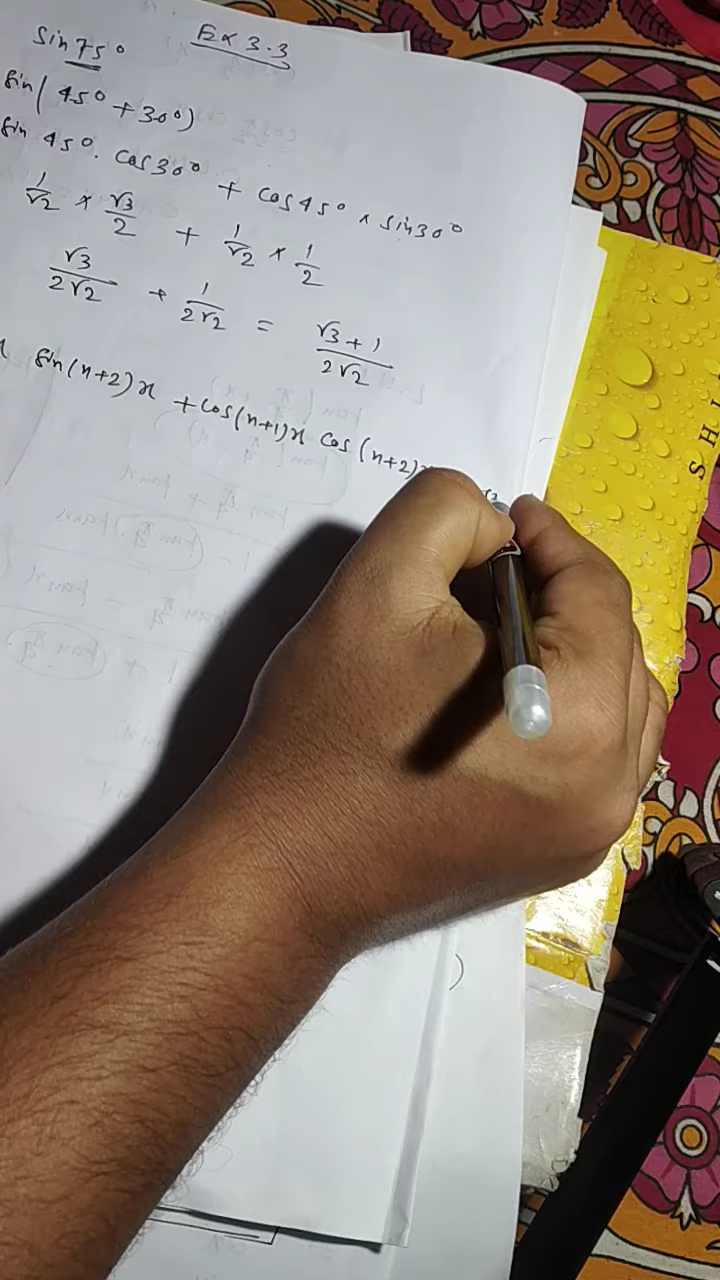 Ex 3.3
Sin 75°
Sin(45° + 30°)
Sin 45°. Cos 30° + Cos 45° × Sin 30°
1/√2 × √3/2 + 1/√2 × 1/2
√3/2√2 + 1/2√2 = √3 + 1/2√2
Sin(n+2)x + Cos(n+1)x Cos(n+2)
SHI
)